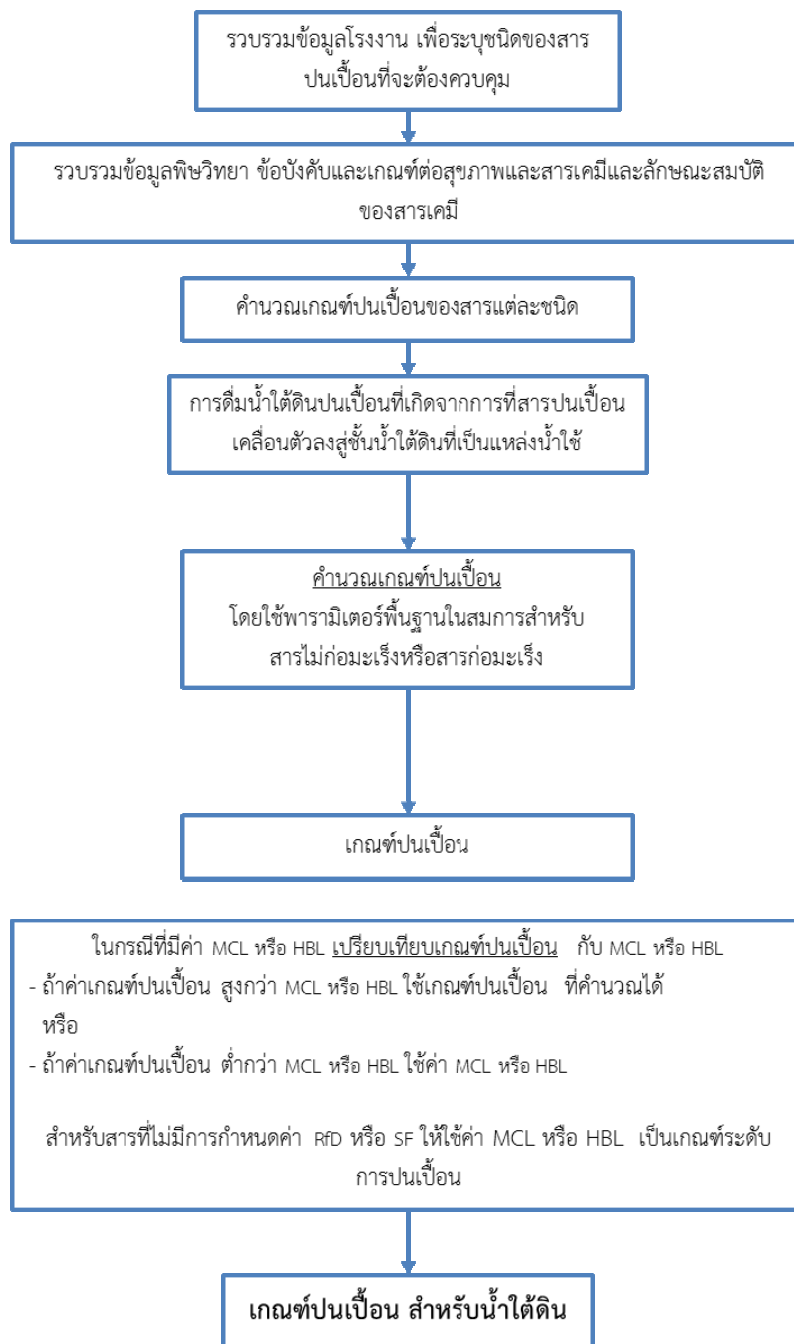 รวบรวมข้อมูลโรงงาน เพื่อระบุชนิดของสาร
ปนเปื้อนที่จะต้องควบคุม
รวบรวมข้อมูลพิษวิทยา ข้อบังคับและเกณฑ์ต่อสุขภาพและสารเคมีและลักษณะสมบัติ
ของสารเคมี
คำนวณเกณฑ์ปนเปื้อนของสารแต่ละชนิด
การดื่มน้ำใต้ดินปนเปื้อนที่เกิดจากการที่สารปนเปื้อน
เคลื่อนตัวลงสู่ชั้นน้ำใต้ดินที่เป็นแหล่งน้ำใช้
คำนวณเกณฑ์ปนเปื้อน
โดยใช้พารามิเตอร์พื้นฐานในสมการสำหรับ
สารไม่ก่อมะเร็งหรือสารก่อมะเร็ง
เกณฑ์ปนเปื้อน
ในกรณีที่มีค่า MCL หรือ HBL เปรียบเทียบเกณฑ์ปนเปื้อน กับ MCL หรือ HBL
- ถ้าค่าเกณฑ์ปนเปื้อน สูงกว่า MCL หรือ HBL ใช้เกณฑ์ปนเปื้อน ที่คำนวณได้
หรือ
- ถ้าค่าเกณฑ์ปนเปื้อน ต่ำกว่า MCL หรือ HBL ใช้ค่า MCL หรือ HBL
สำหรับสารที่ไม่มีการกำหนดค่า RfD หรือ SF ให้ใช้ค่า MCL หรือ HBL เป็นเกณฑ์ระดับ
การปนเปื้อน
เกณฑ์ปนเปื้อน สำหรับน้ำใต้ดิน